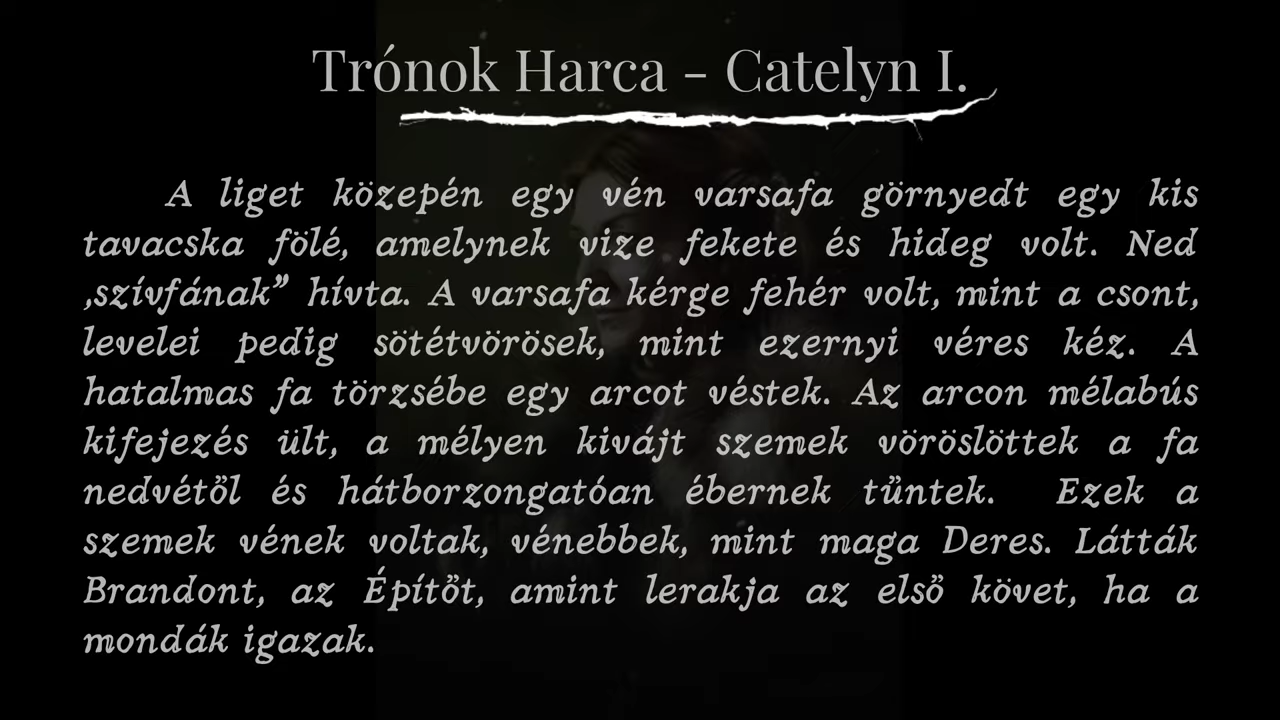 Trónok Harca - Catelyn I.
A liget közepén egy vén varsafa görnyedt egy kis
tavacska fölé, amelynek vize fekete és hideg volt. Ned
‚szívfának” hívta. A varsafa kérge fehér volt, mint a csont,
levelei pedig sötétvörösek, mint ezernyi véres kéz. A
hatalmas fa törzsébe egy arcot véstek. Az arcon mélabús
kifejezés ült, a mélyen kivájt szemek vöröslöttek a fa
nedvétől és hátborzongatóan ébernek tűntek. Ezek a
szemek vének voltak, vénebbek, mint maga Deres. Látták
Brandont, az Építőt, amint lerakja az első követ, ha a
mondák igazak.